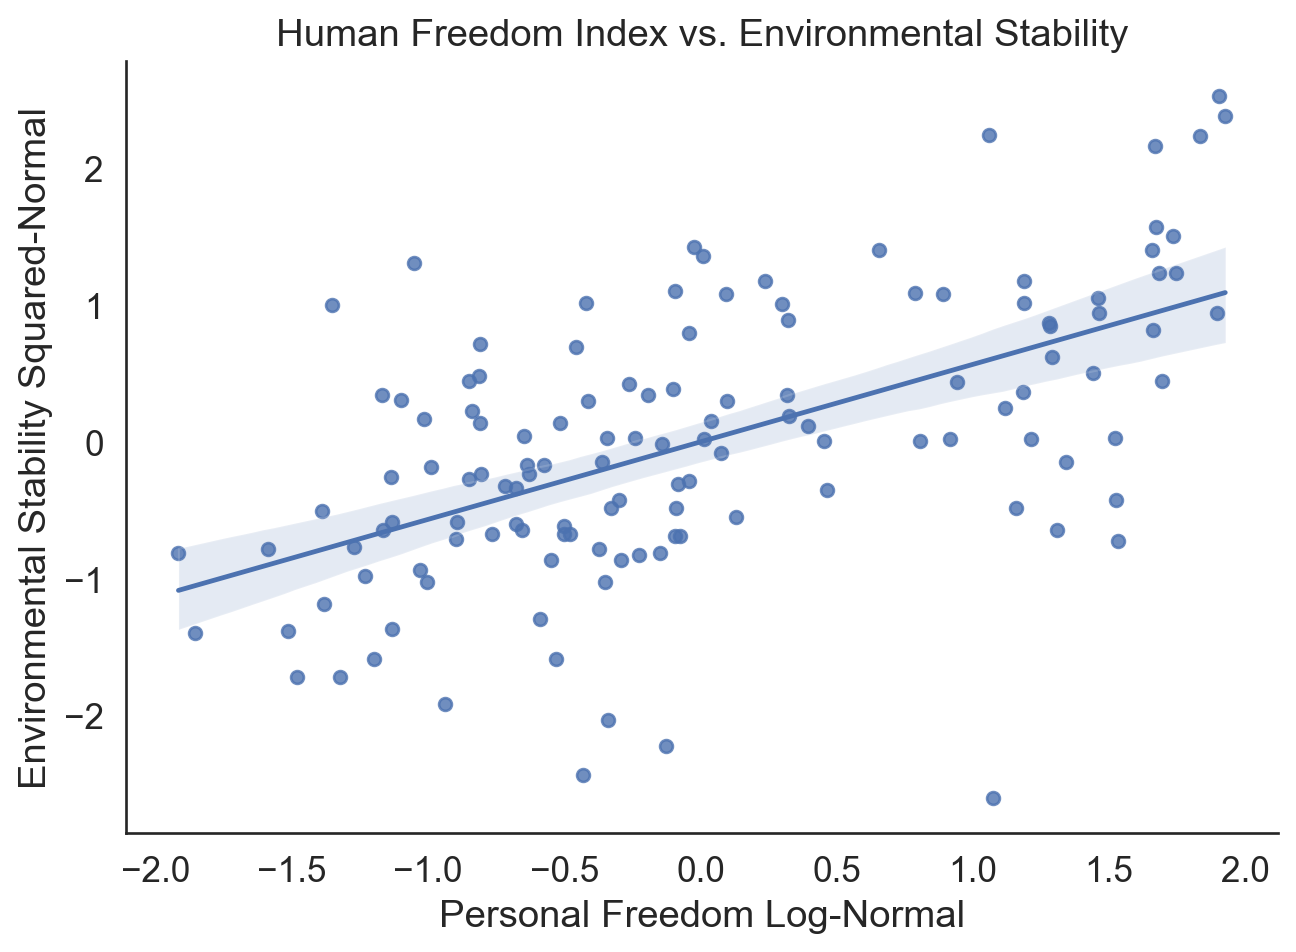 Human Freedom Index vs. Environmental Stability
Environmental Stability Squared-Normal
2
1
0
−1
−2
−2.0 −1.5 −1.0 −0.5 0.0 0.5 1.0 1.5 2.0
Personal Freedom Log-Normal